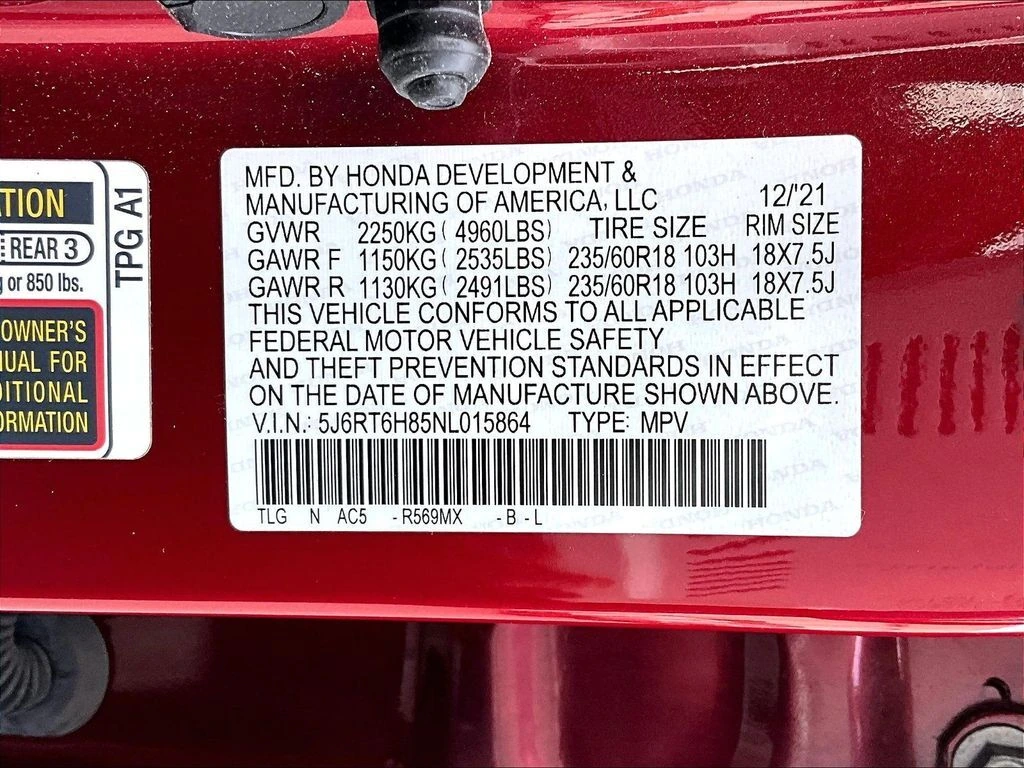 TION
REAR 3
g or 850 lbs.
OWNER'S
UAL FOR
ITIONAL
ORMATION
TPG A1
MFD. BY HONDA DEVELOPMENT &
MANUFACTURING OF AMERICA, LLC 12/'21
GVWR 2250KG( 4960LBS) TIRE SIZE RIM SIZE
GAWR F 1150KG( 2535LBS) 235/60R18 103H 18X7.5J
GAWR R 1130KG( 2491LBS) 235/60R18 103H 18X7.5J
THIS VEHICLE CONFORMS TO ALL APPLICABLE
FEDERAL MOTOR VEHICLE SAFETY
AND THEFT PREVENTION STANDARDS IN EFFECT
ON THE DATE OF MANUFACTURE SHOWN ABOVE.
V.I.N.: 5J6RT6H85NL015864 TYPE: MPV
TLG N AC5 - R569MX - B - L